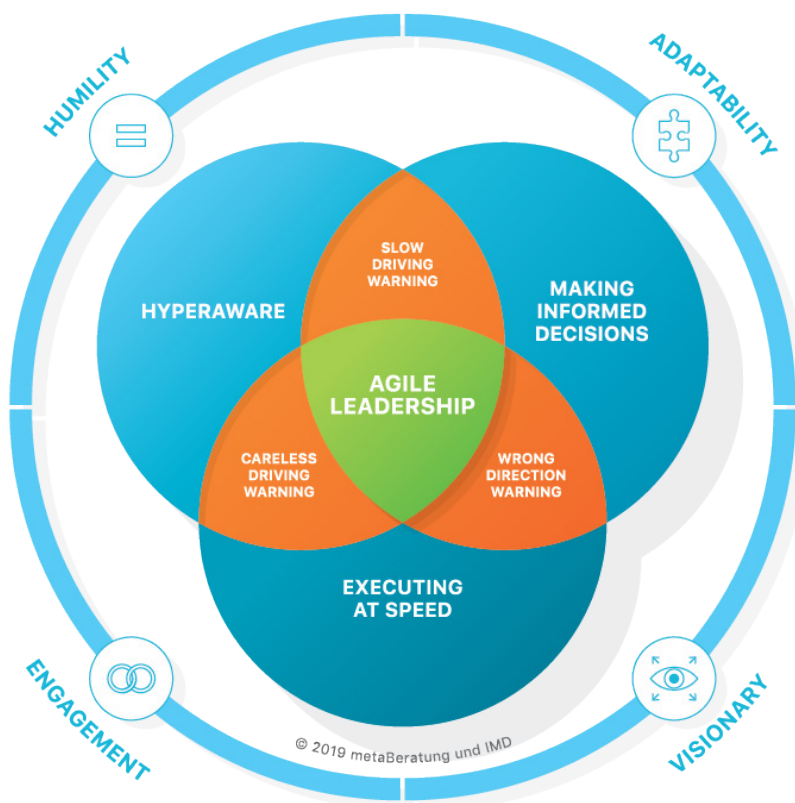 HUMILITY
ADAPTABILITY
SLOW
DRIVING
WARNING
HYPERAWARE
MAKING
INFORMED
DECISIONS
AGILE
LEADERSHIP
CARELESS
DRIVING
WARNING
WRONG
DIRECTION
WARNING
EXECUTING
AT SPEED
ENGAGEMENT
VISIONARY
© 2019 metaBeratung und IMD